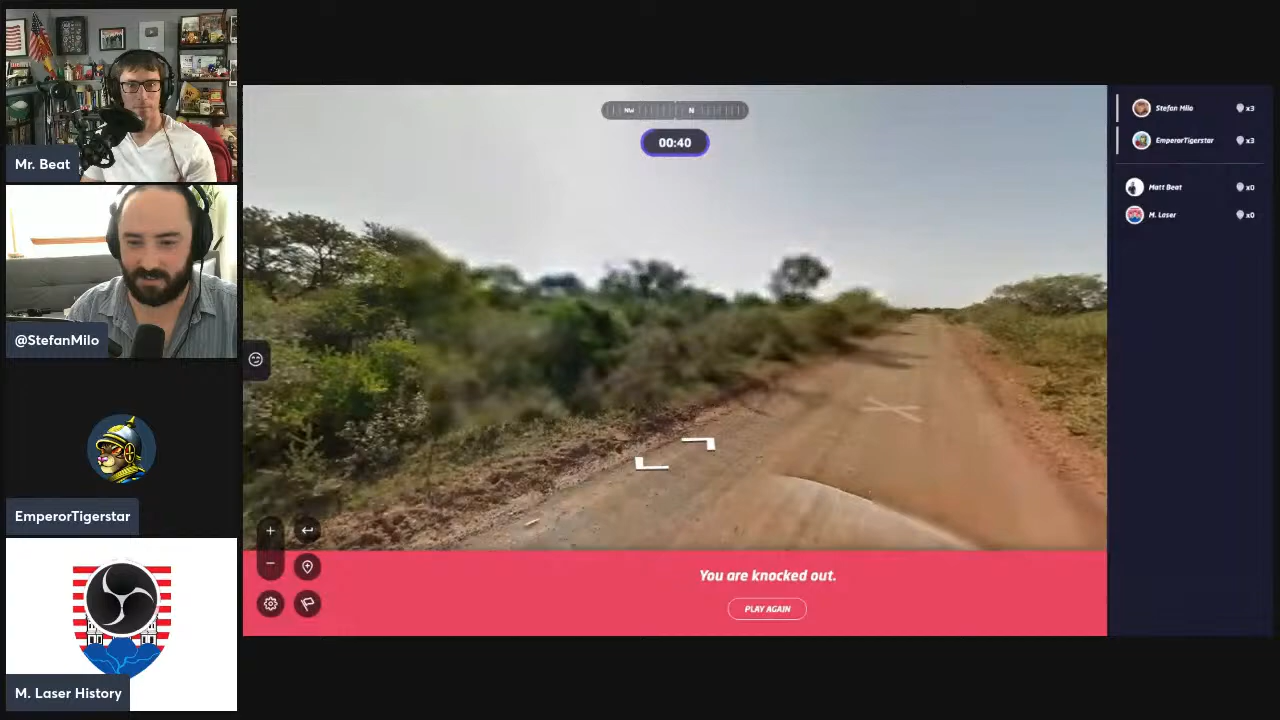 Mr. Beat
@StefanMilo
EmperorTigerstar
M. Laser History
NW
N
00:40
You are knocked out.
PLAY AGAIN
Stefan Milo
x3
EmperorTigerstar
x3
Matt Beat
x0
M. Laser
x0